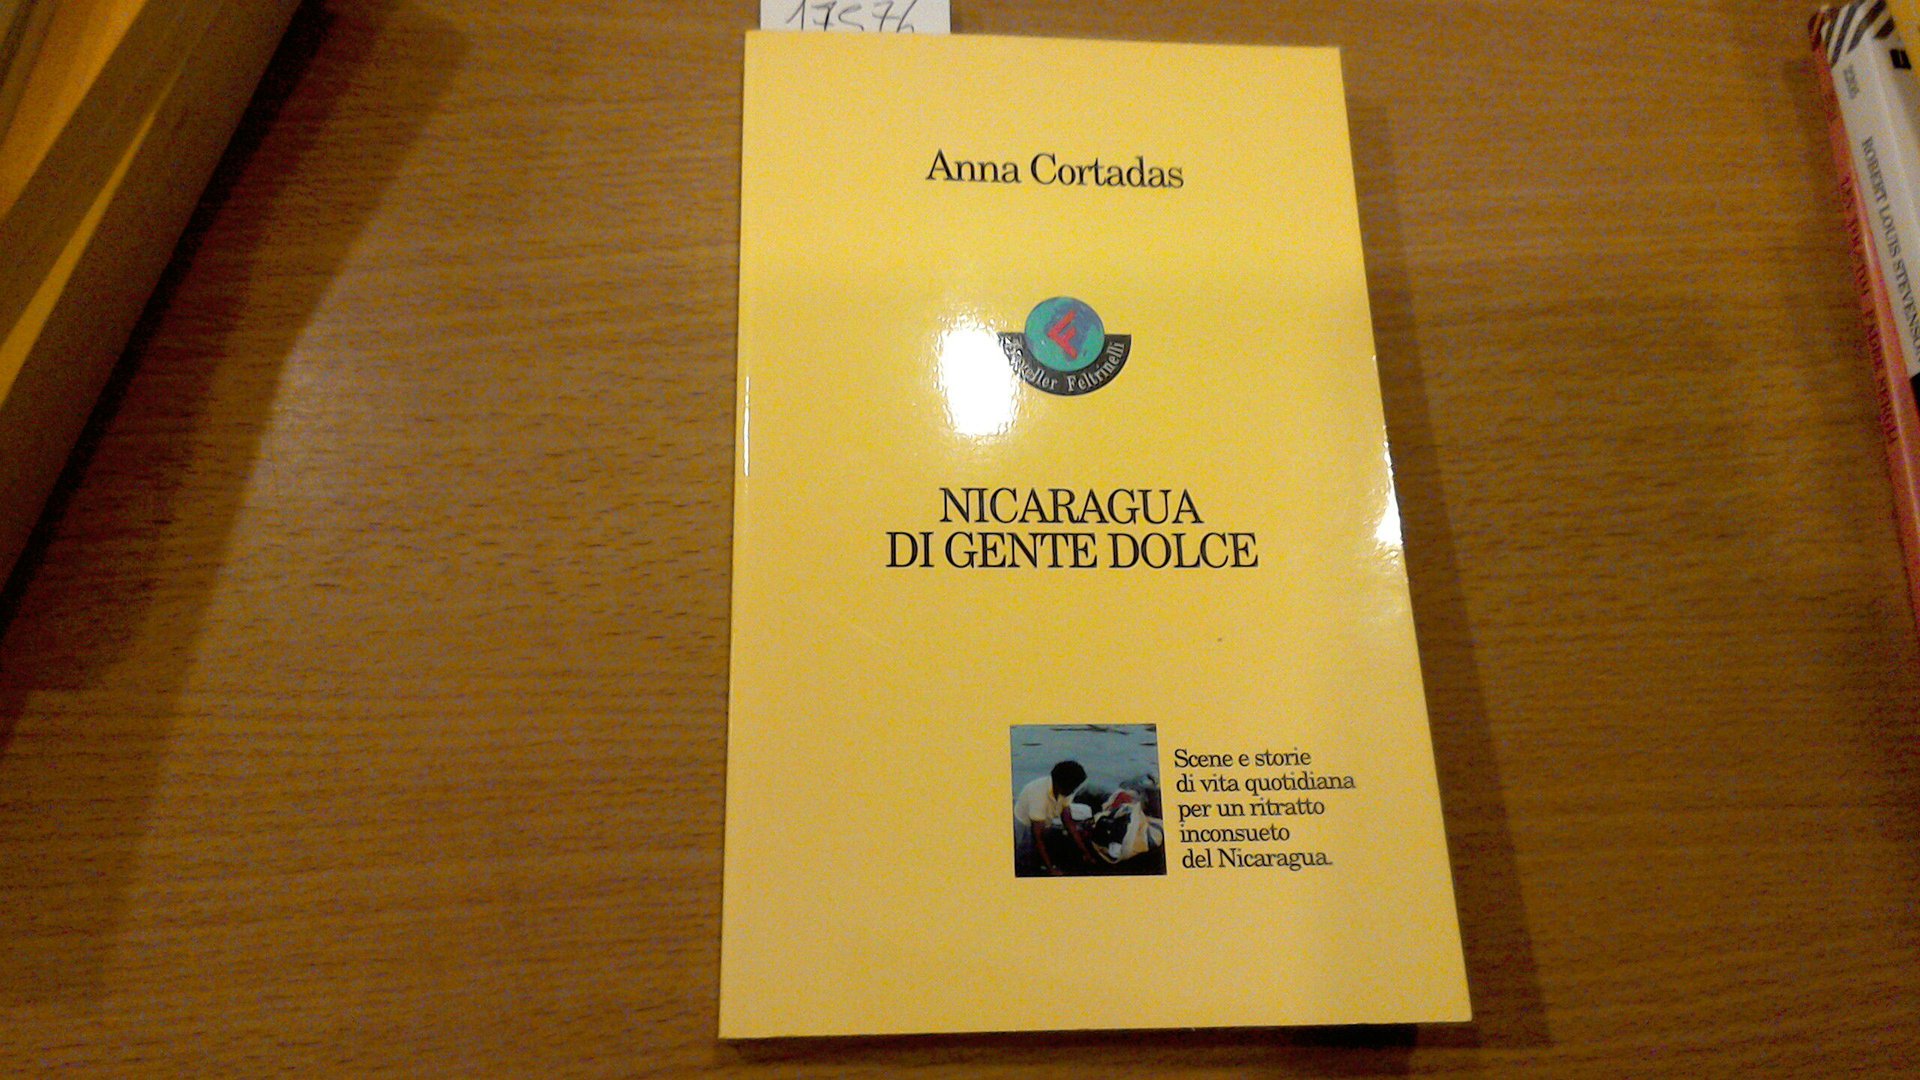 17576
Anna Cortadas
F
Traveller Feltrinelli
NICARAGUA
DI GENTE DOLCE
Scene e storie
di vita quotidiana
per un ritratto
inconsueto
del Nicaragua.
ROBERT LOUIS STEVENSON